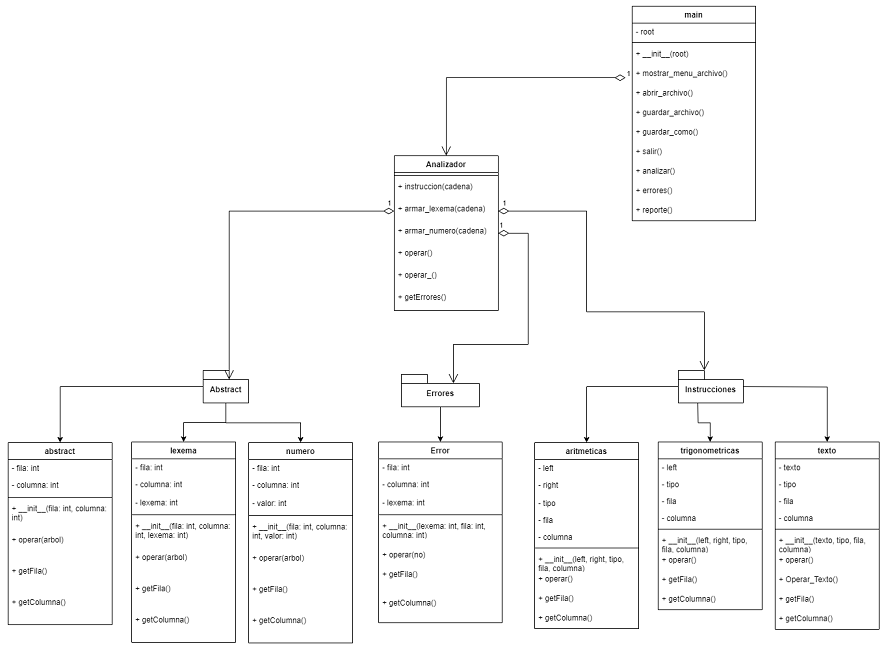 main
- root
+ __init__(root)
+ mostrar_menu_archivo()
+ abrir_archivo()
+ guardar_archivo()
+ guardar_como()
+ salir()
+ analizar()
+ errores()
+ reporte()
1
Analizador
+ instruccion(cadena)
+ armar_lexema(cadena)
+ armar_numero(cadena)
+ operar()
+ operar_()
+ getErrores()
1
1
1
Abstract
Errores
Instrucciones
abstract
- fila: int
- columna: int
+ __init__(fila: int, columna:
int)
+ operar(arbol)
+ getFila()
+ getColumna()
lexema
- fila: int
- columna: int
- lexema: int
+ __init__(fila: int, columna:
int, lexema: int)
+ operar(arbol)
+ getFila()
+ getColumna()
numero
- fila: int
- columna: int
- valor: int
+ __init__(fila: int, columna:
int, valor: int)
+ operar(arbol)
+ getFila()
+ getColumna()
Error
- fila: int
- columna: int
- lexema: int
+ __init__(lexema: int, fila: int,
columna: int)
+ operar(no)
+ getFila()
+ getColumna()
aritmeticas
- left
- right
- tipo
- fila
- columna
+ __init__(left, right, tipo,
fila, columna)
+ operar()
+ getFila()
+ getColumna()
trigonometricas
- left
- tipo
- fila
- columna
+ __init__(left, right, tipo,
fila, columna)
+ operar()
+ getFila()
+ getColumna()
texto
- texto
- tipo
- fila
- columna
+ __init__(texto, tipo, fila,
columna)
+ operar()
+ Operar_Texto()
+ getFila()
+ getColumna()